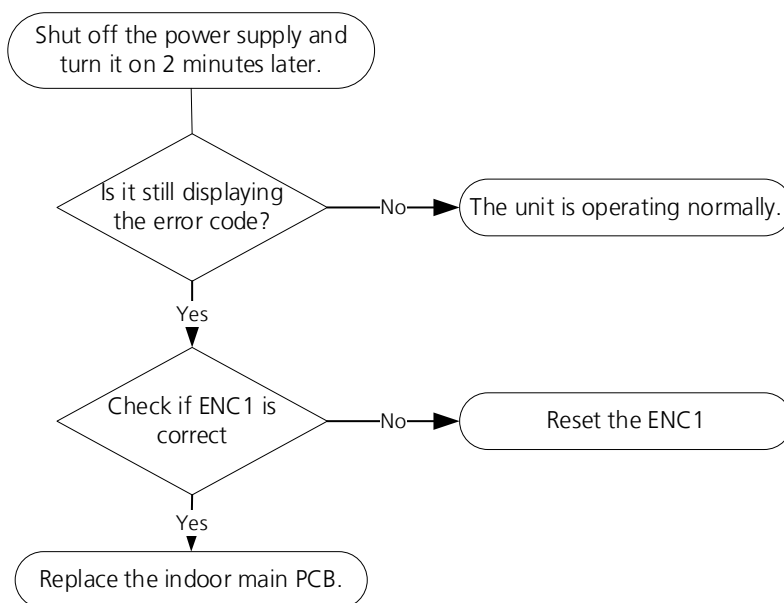 Shut off the power supply and
turn it on 2 minutes later.
Is it still displaying
the error code?
No
The unit is operating normally.
Yes
Check if ENC1 is
correct
No
Reset the ENC1
Yes
Replace the indoor main PCB.